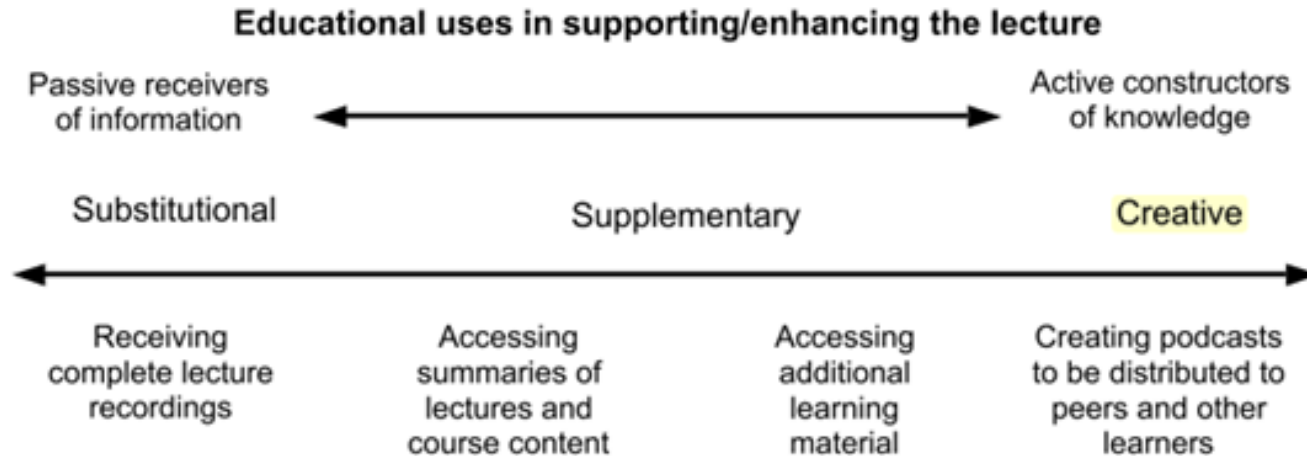 Educational uses in supporting/enhancing the lecture
Passive receivers
of information
Active constructors
of knowledge
Substitutional
Supplementary
Creative
Receiving
complete lecture
recordings
Accessing
summaries of
lectures and
course content
Accessing
additional
learning
material
Creating podcasts
to be distributed to
peers and other
learners